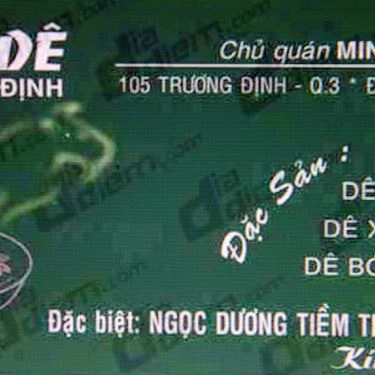 DÊ
ĐỊNH
Chủ quán MIN
105 TRƯƠNG ĐỊNH - Q.3 * Đ
Đặc Sản :
DÊ
DÊ X
DÊ BO
Đặc biệt: NGỌC DƯƠNG TIỀM T
Kí